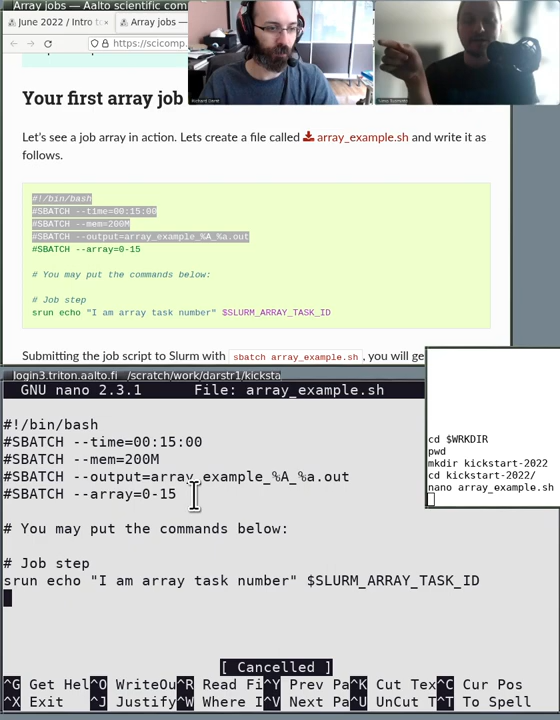 Array jobs — Aalto scientific com
June 2022 / Intro to
Array jobs —
https://scicomp.
Your first array job
Let's see a job array in action. Lets create a file called array_example.sh and write it as
follows.
#!/bin/bash
#SBATCH --time=00:15:00
#SBATCH --mem=200M
#SBATCH --output=array_example_%A_%a.out
#SBATCH --array=0-15
# You may put the commands below:
# Job step
srun echo "I am array task number" $SLURM_ARRAY_TASK_ID
Submitting the job script to Slurm with sbatch array_example.sh, you will ge
login3.triton.aalto.fi /scratch/work/darstr1/kicksta
GNU nano 2.3.1 File: array_example.sh
#!/bin/bash
#SBATCH --time=00:15:00
#SBATCH --mem=200M
#SBATCH --output=array_example_%A_%a.out
#SBATCH --array=0-15
# You may put the commands below:
# Job step
srun echo "I am array task number" $SLURM_ARRAY_TASK_ID
[ Cancelled ]
^G Get Hel^O WriteOu^R Read Fi^Y Prev Pa^K Cut Tex^C Cur Pos
^X Exit ^J Justify^W Where I^V Next Pa^U UnCut T^T To Spell
cd $WRKDIR
pwd
mkdir kickstart-2022
cd kickstart-2022/
nano array_example.sh